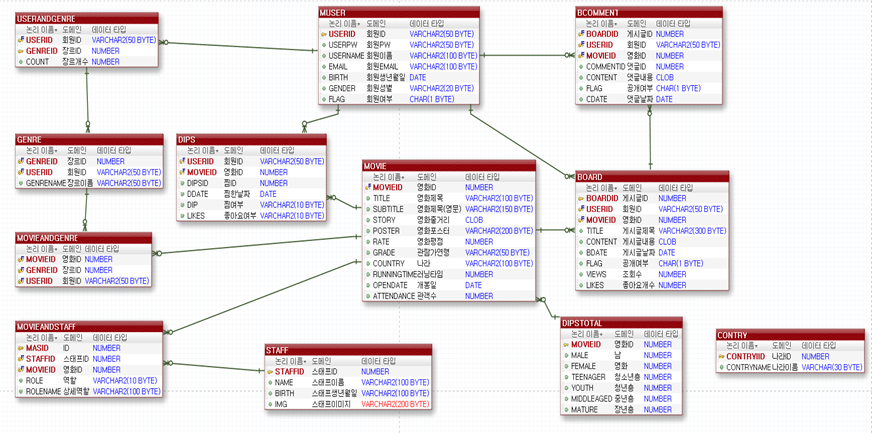 USERANDGENRE
논리 이름 도메인 데이터 타입
USERID 회원ID VARCHAR2(50 BYTE)
GENREID 장르ID NUMBER
COUNT 장르개수 NUMBER
MUSER
논리 이름 도메인 데이터 타입
USERID 회원ID VARCHAR2(50 BYTE)
USERPW 회원PW VARCHAR2(50 BYTE)
USERNAME 회원이름 VARCHAR2(100 BYTE)
EMAIL 회원EMAIL VARCHAR2(100 BYTE)
BIRTH 회원생년월일 DATE
GENDER 회원성별 VARCHAR2(20 BYTE)
FLAG 회원여부 CHAR(1 BYTE)
BCOMMENT
논리 이름 도메인 데이터 타입
BOARDID 게시글ID NUMBER
USERID 회원ID VARCHAR2(50 BYTE)
MOVIEID 영화ID NUMBER
COMMENTID 댓글ID NUMBER
CONTENT 댓글내용 CLOB
FLAG 공개여부 CHAR(1 BYTE)
CDATE 댓글날짜 DATE
GENRE
논리 이름 도메인 데이터 타입
GENREID 장르ID NUMBER
USERID 회원ID VARCHAR2(50 BYTE)
GENRENAME 장르이름 VARCHAR2(50 BYTE)
DIPS
논리 이름 도메인 데이터 타입
USERID 회원ID VARCHAR2(50 BYTE)
MOVIEID 영화ID NUMBER
DIPSID 찜ID NUMBER
DDATE 찜한날짜 DATE
DIP 찜여부 VARCHAR2(10 BYTE)
LIKES 좋아요여부 VARCHAR2(10 BYTE)
MOVIE
논리 이름 도메인 데이터 타입
MOVIEID 영화ID NUMBER
TITLE 영화제목 VARCHAR2(100 BYTE)
SUBTITLE 영화제목(영문) VARCHAR2(150 BYTE)
STORY 영화줄거리 CLOB
POSTER 영화포스터 VARCHAR2(200 BYTE)
RATE 영화평점 NUMBER
GRADE 관람가연령 VARCHAR2(50 BYTE)
COUNTRY 나라 VARCHAR2(100 BYTE)
RUNNINGTIME 러닝타임 NUMBER
OPENDATE 개봉일 DATE
ATTENDANCE 관객수 NUMBER
BOARD
논리 이름 도메인 데이터 타입
BOARDID 게시글ID NUMBER
USERID 회원ID VARCHAR2(50 BYTE)
MOVIEID 영화ID NUMBER
TITLE 게시글제목 VARCHAR2(300 BYTE)
CONTENT 게시글내용 CLOB
BDATE 게시글날짜 DATE
FLAG 공개여부 CHAR(1 BYTE)
VIEWS 조회수 NUMBER
LIKES 좋아요개수 NUMBER
MOVIEANDGENRE
논리 이름 도메인 데이터 타입
MOVIEID 영화ID NUMBER
GENREID 장르ID NUMBER
USERID 회원ID VARCHAR2(50 BYTE)
MOVIEANDSTAFF
논리 이름 도메인 데이터 타입
MASID ID NUMBER
STAFFID 스태프ID NUMBER
MOVIEID 영화ID NUMBER
ROLE 역할 VARCHAR2(10 BYTE)
ROLENAME 상세역할 VARCHAR2(100 BYTE)
STAFF
논리 이름 도메인 데이터 타입
STAFFID 스태프ID NUMBER
NAME 스태프이름 VARCHAR2(100 BYTE)
BIRTH 스태프생년월일 VARCHAR2(100 BYTE)
IMG 스태프이미지 VARCHAR2(200 BYTE)
DIPSTOTAL
논리 이름 도메인 데이터 타입
MOVIEID 영화ID NUMBER
MALE 남 NUMBER
FEMALE 영화 NUMBER
TEENAGER 청소년층 NUMBER
YOUTH 청년층 NUMBER
MIDDLEAGED 중년층 NUMBER
MATURE 장년층 NUMBER
CONTRY
논리 이름 도메인 데이터 타입
CONTRYIID 나라ID NUMBER
CONTRYNAME 나라이름 VARCHAR(30 BYTE)